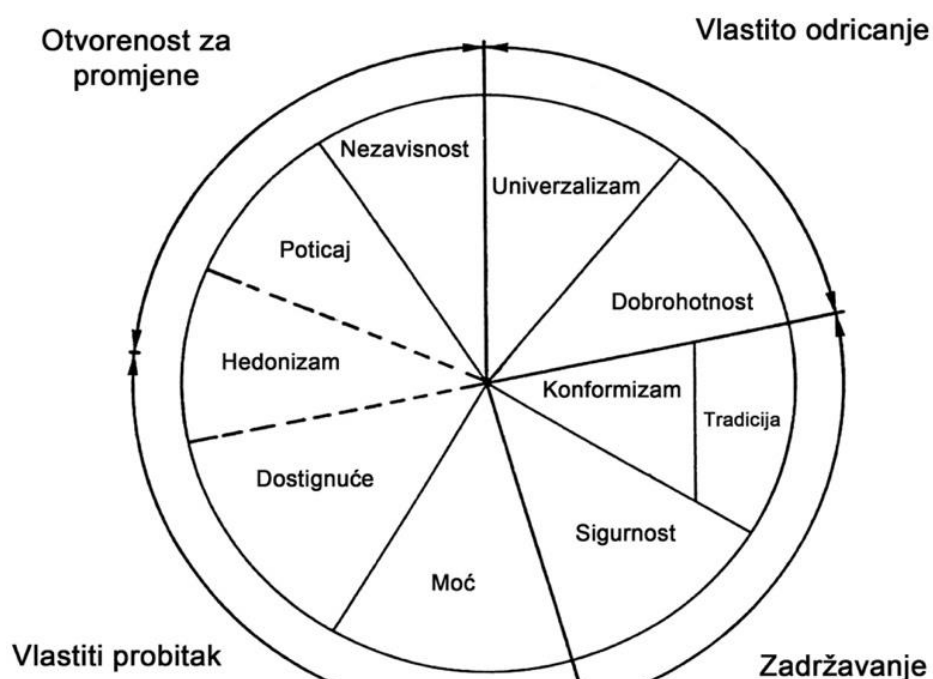 Otvorenost za
promjene
Vlastito odricanje
Nezavisnost
Univerzalizam
Poticaj
Dobrohotnost
Hedonizam
Konformizam
Tradicija
Dostignuće
Sigurnost
Moć
Vlastiti probitak
Zadržavanje